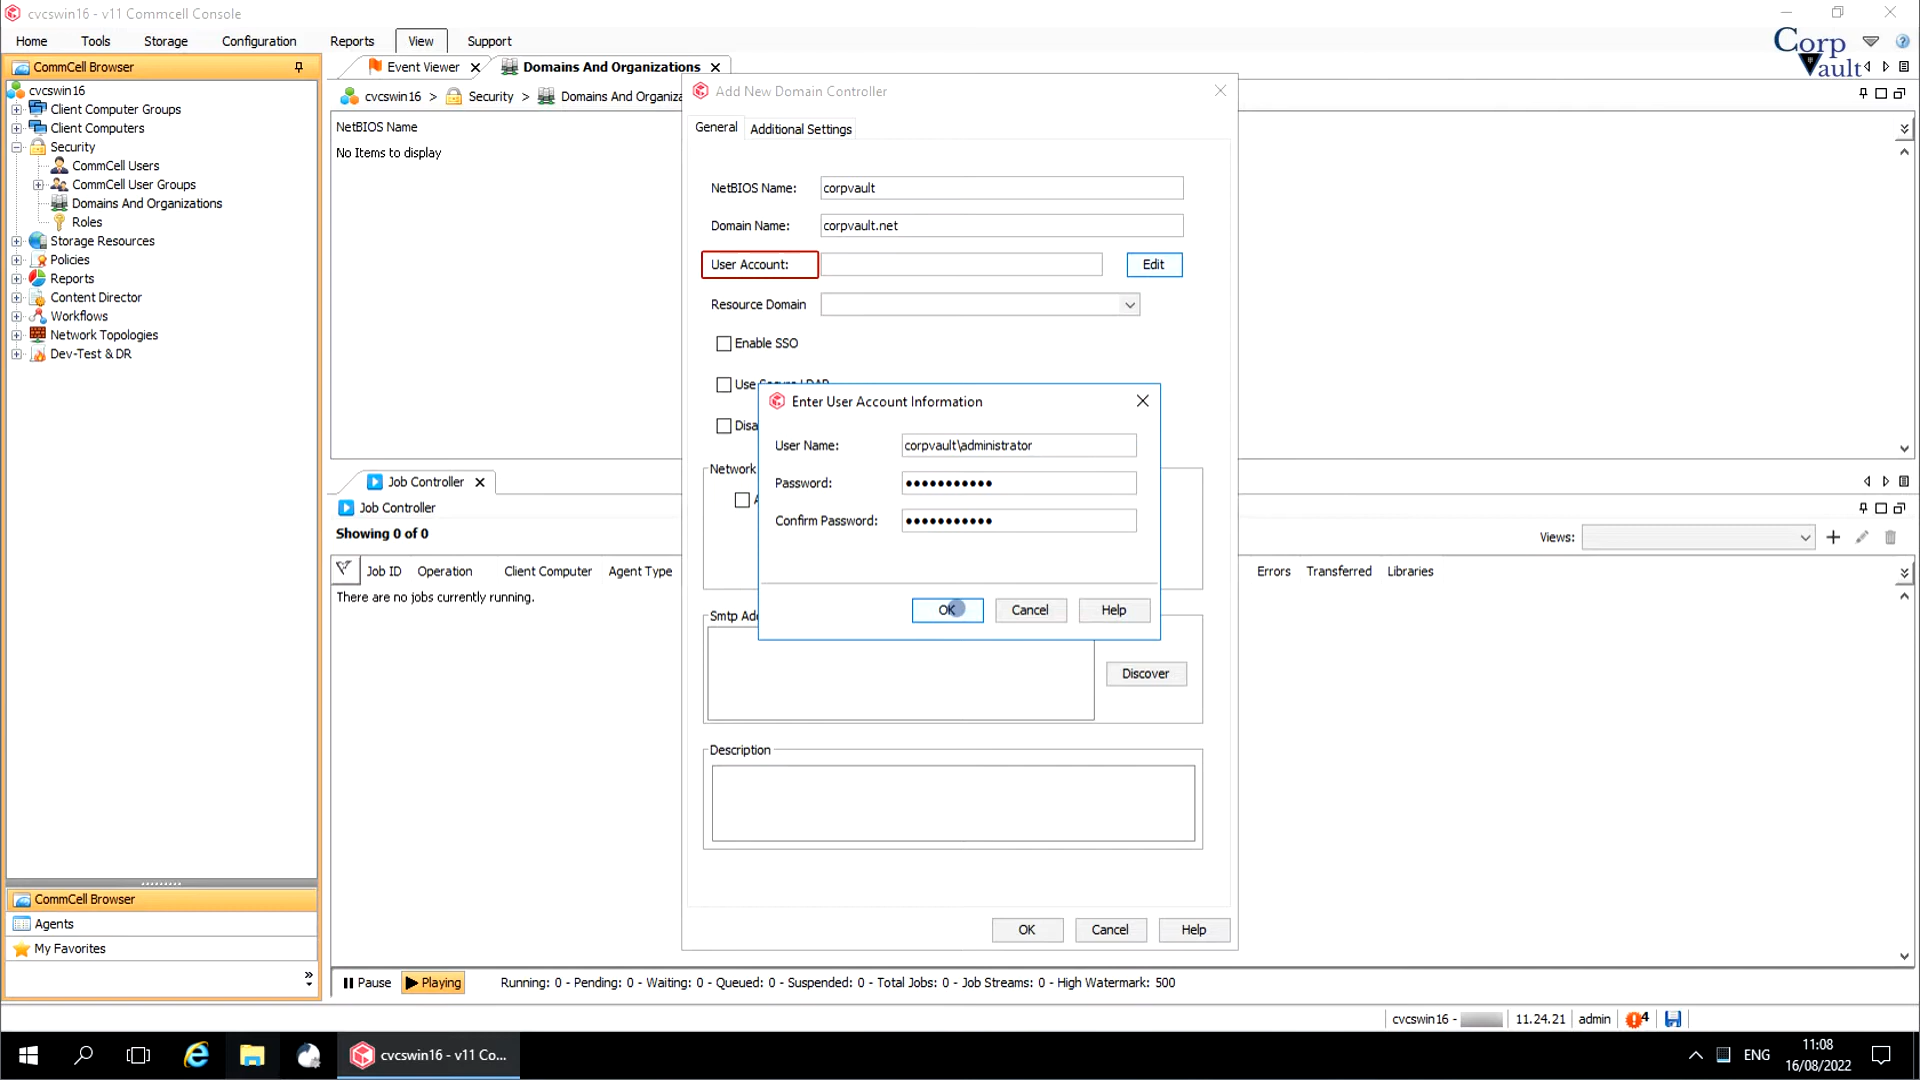 cvcswin16 - v11 Commcell Console
Home Tools Storage Configuration Reports View Support
Corp Vault
CommCell Browser
cvcswin16
Client Computer Groups
Client Computers
Security
CommCell Users
CommCell User Groups
Domains And Organizations
Roles
Storage Resources
Policies
Reports
Content Director
Workflows
Network Topologies
Dev-Test & DR
CommCell Browser
Agents
My Favorites
Event Viewer Domains And Organizations
cvcswin16 > Security > Domains And Organiza
NetBIOS Name
No Items to display
Add New Domain Controller
General Additional Settings
NetBIOS Name: corpvault
Domain Name: corpvault.net
User Account: Edit
Resource Domain
Enable SSO
Use Secure LDAP
Disa
Network
A
Enter User Account Information
User Name: corpvault\administrator
Password: ●●●●●●●●●●●
Confirm Password: ●●●●●●●●●●●
OK Cancel Help
Smtp Add
Discover
Description
OK Cancel Help
Job Controller
Job Controller
Showing 0 of 0
Views:
Job ID Operation Client Computer Agent Type Errors Transferred Libraries
There are no jobs currently running.
Pause Playing Running: 0 - Pending: 0 - Waiting: 0 - Queued: 0 - Suspended: 0 - Total Jobs: 0 - Job Streams: 0 - High Watermark: 500
cvcswin16 - 11.24.21 admin 4
cvcswin16 - v11 Co...
ENG
11:08
16/08/2022